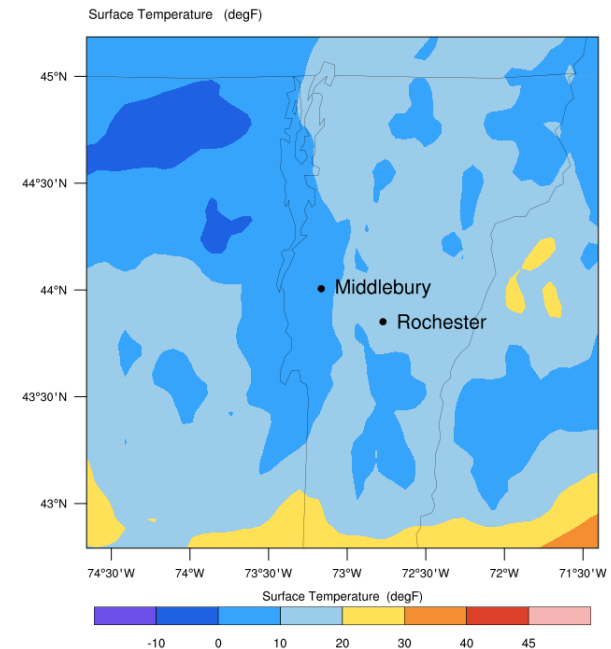 Surface Temperature (degF)
45°N
44°30'N
44°N
Middlebury
Rochester
43°30'N
43°N
74°30'W 74°W 73°30'W 73°W 72°30'W 72°W 71°30'W
Surface Temperature (degF)
-10 0 10 20 30 40 45